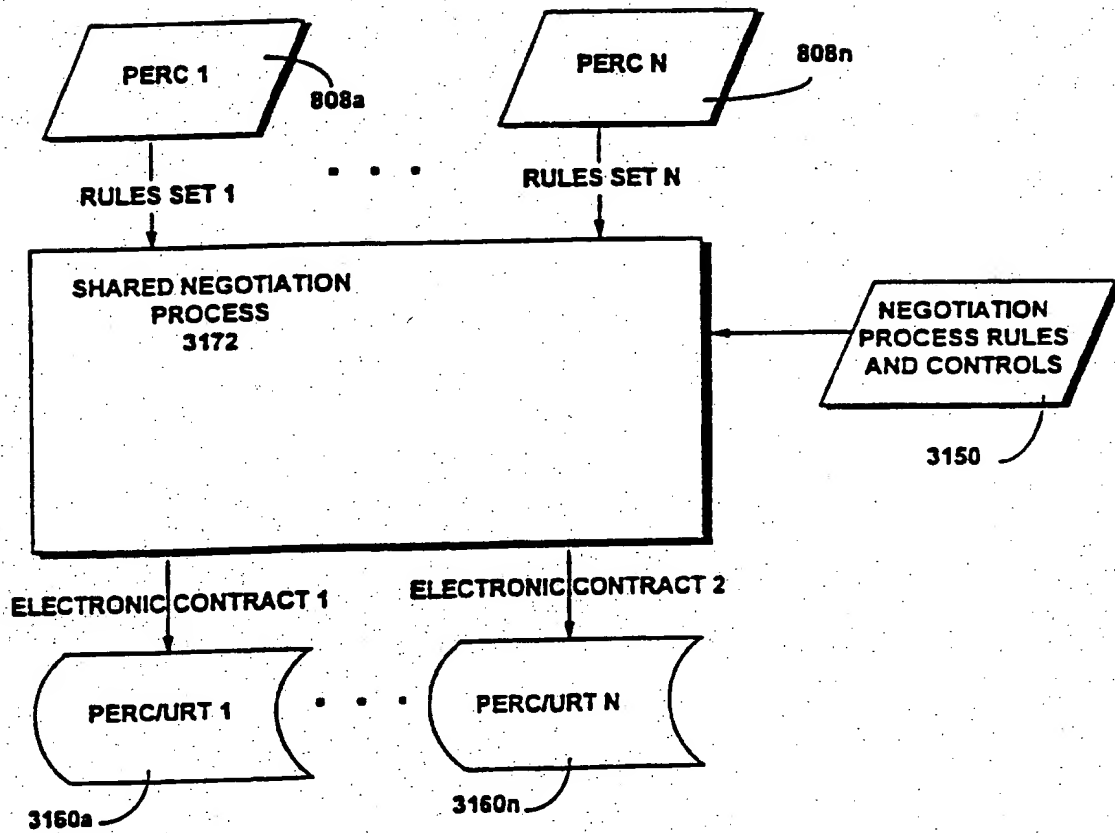 PERC 1
808a
PERC N
808n
RULES SET 1
RULES SET N
SHARED NEGOTIATION
PROCESS
3172
NEGOTIATION
PROCESS RULES
AND CONTROLS
3150
ELECTRONIC CONTRACT 1
ELECTRONIC CONTRACT 2
PERC/URT 1
PERC/URT N
3160a
3160n